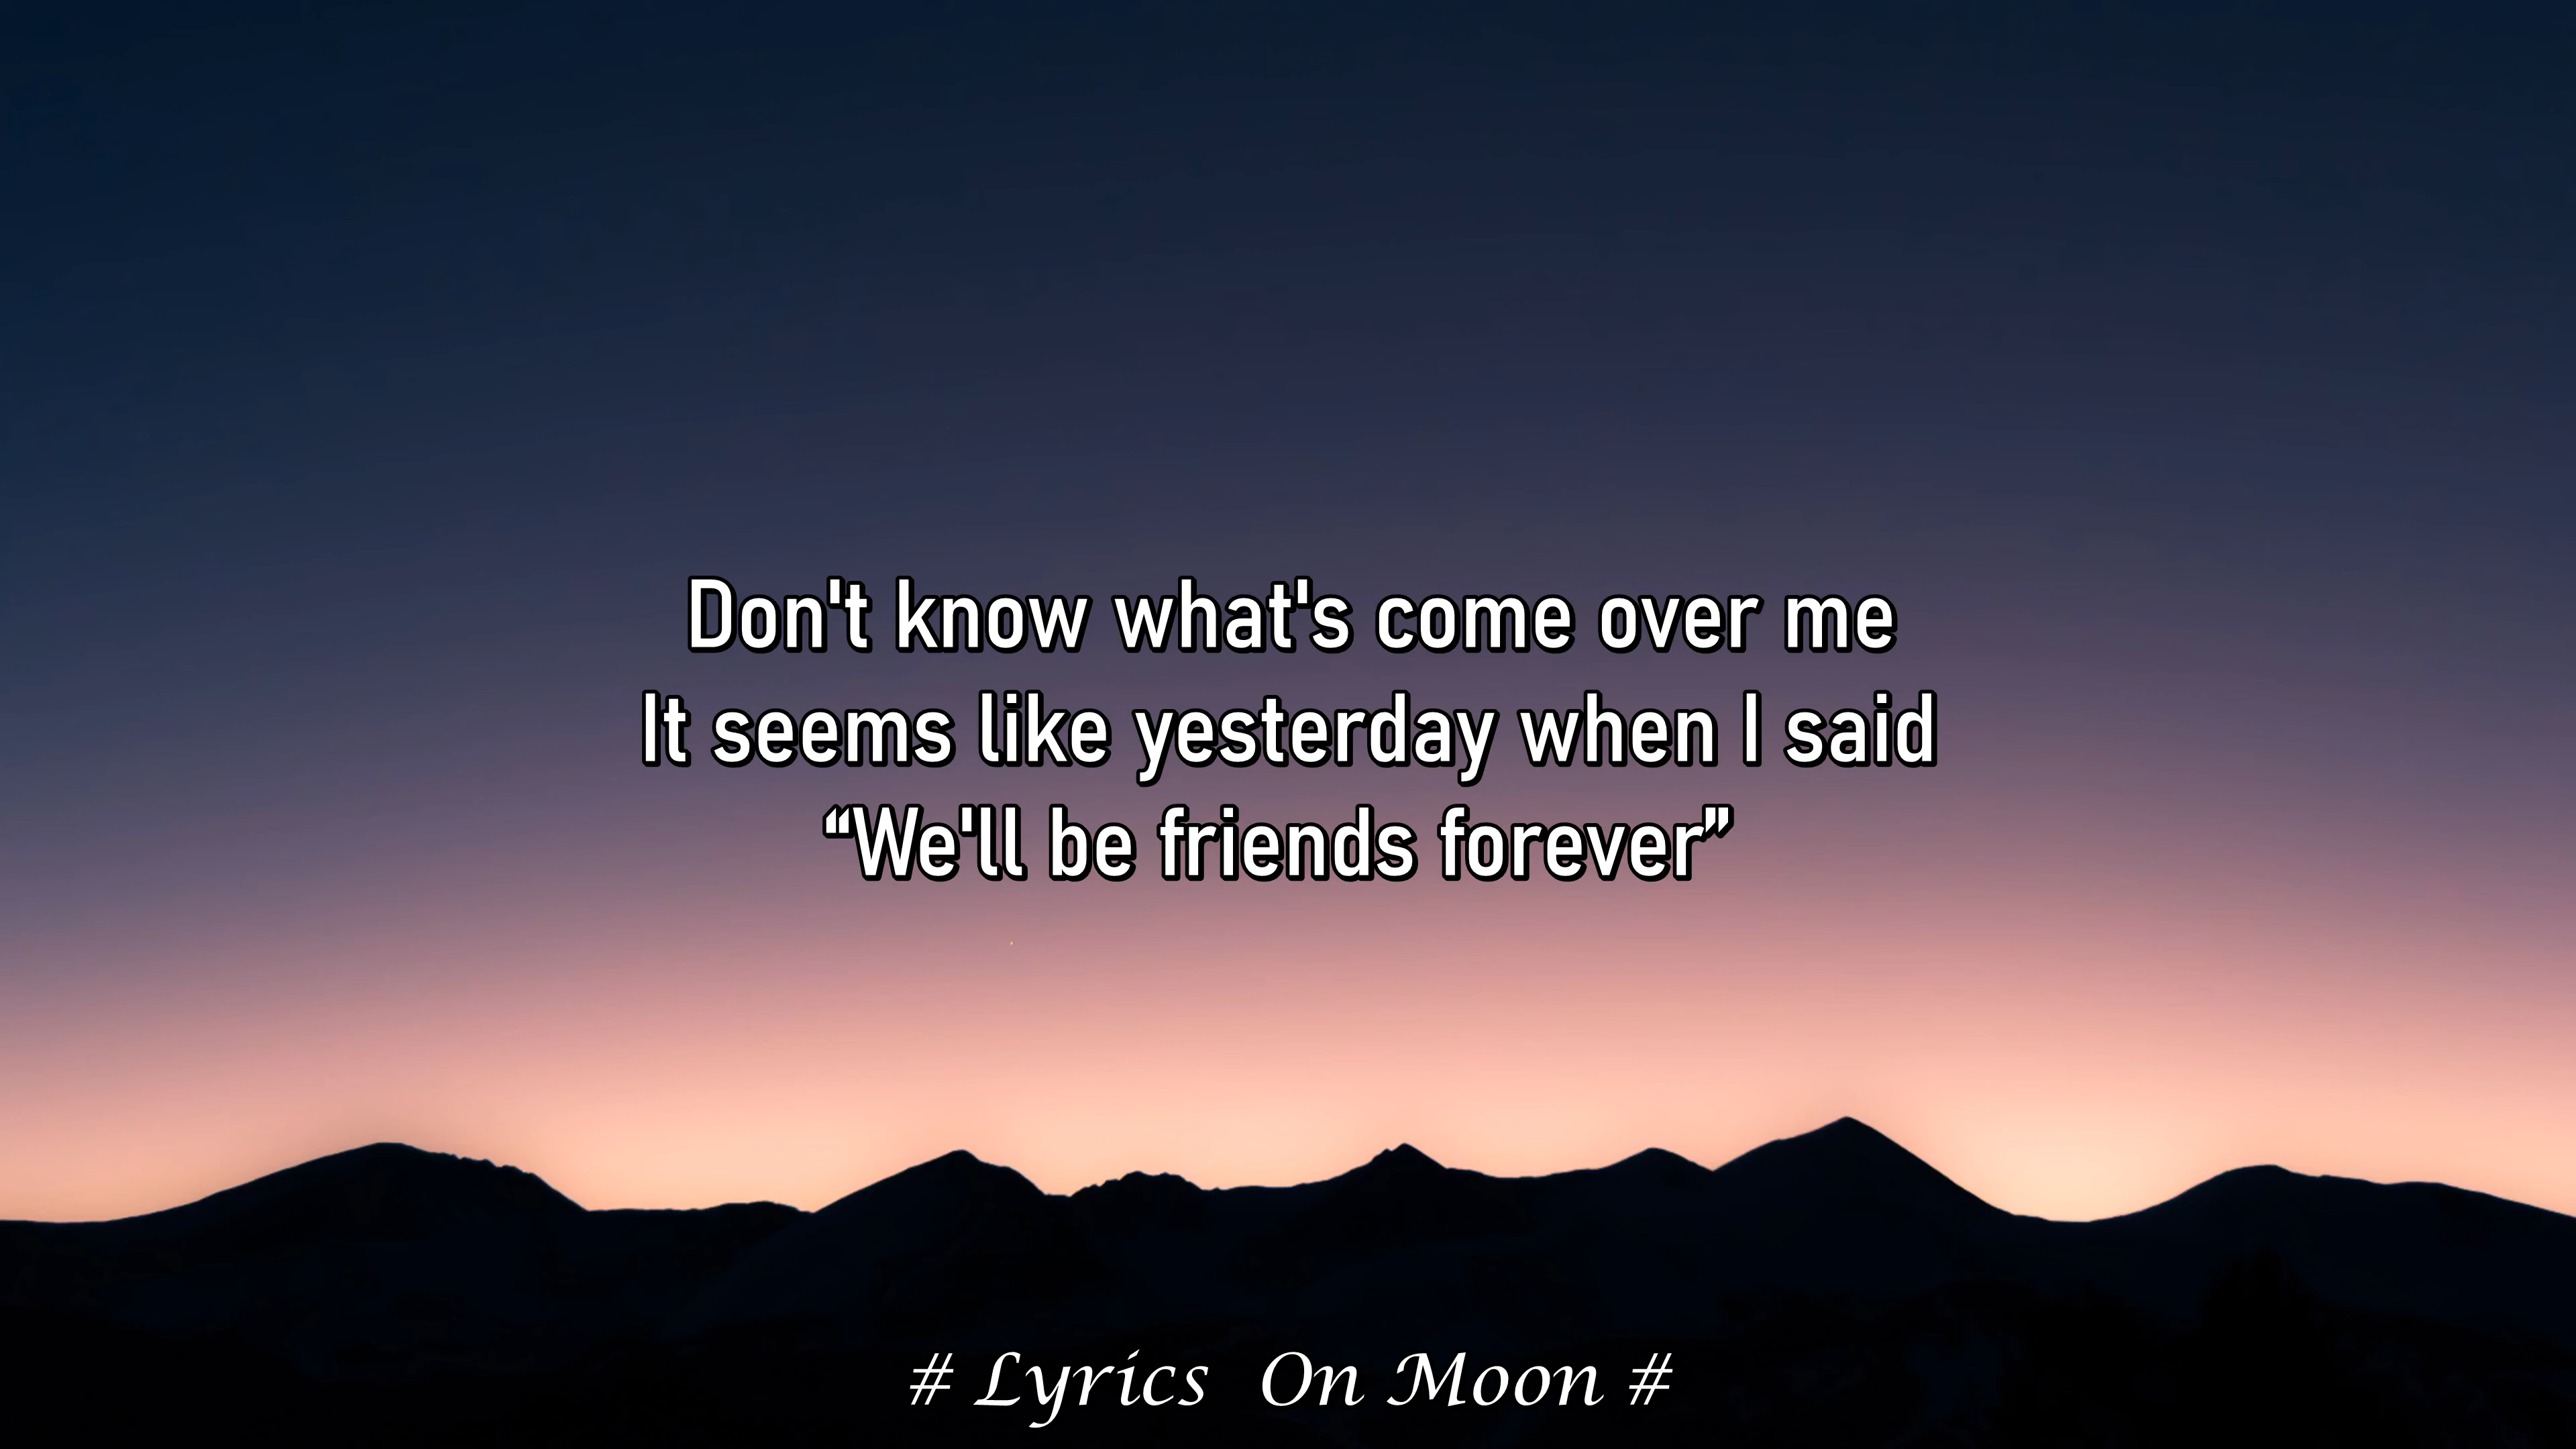 Don't know what's come over me
It seems like yesterday when I said
“We'll be friends forever”
# Lyrics On Moon #